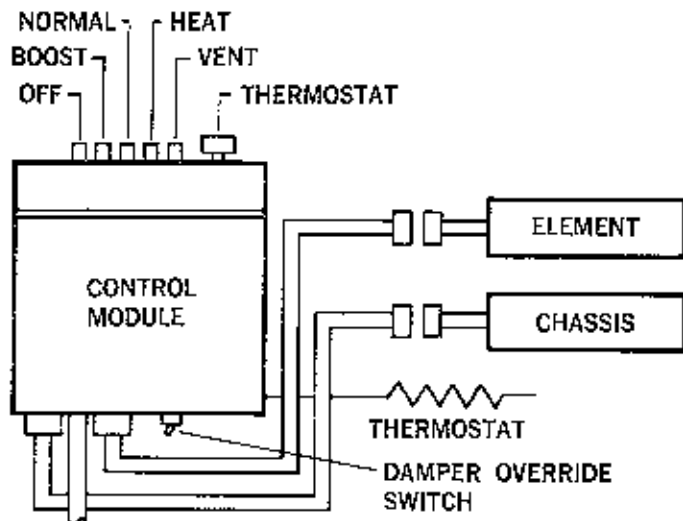 NORMAL
HEAT
BOOST
VENT
OFF
THERMOSTAT
ELEMENT
CONTROL
MODULE
CHASSIS
THERMOSTAT
DAMPER OVERRIDE
SWITCH